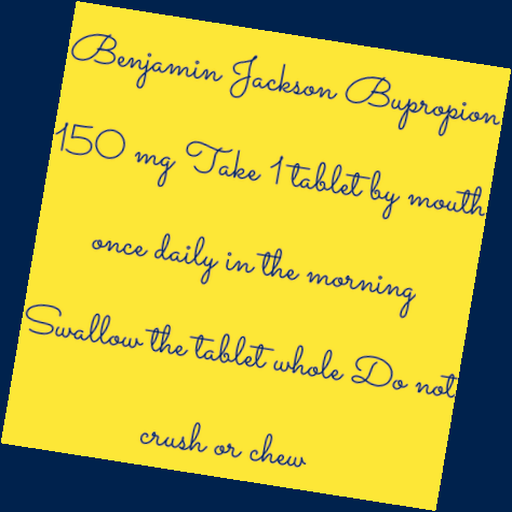 Benjamin Jackson Bupropion
150 mg Take 1 tablet by mouth
once daily in the morning
Swallow the tablet whole Do not
crush or chew